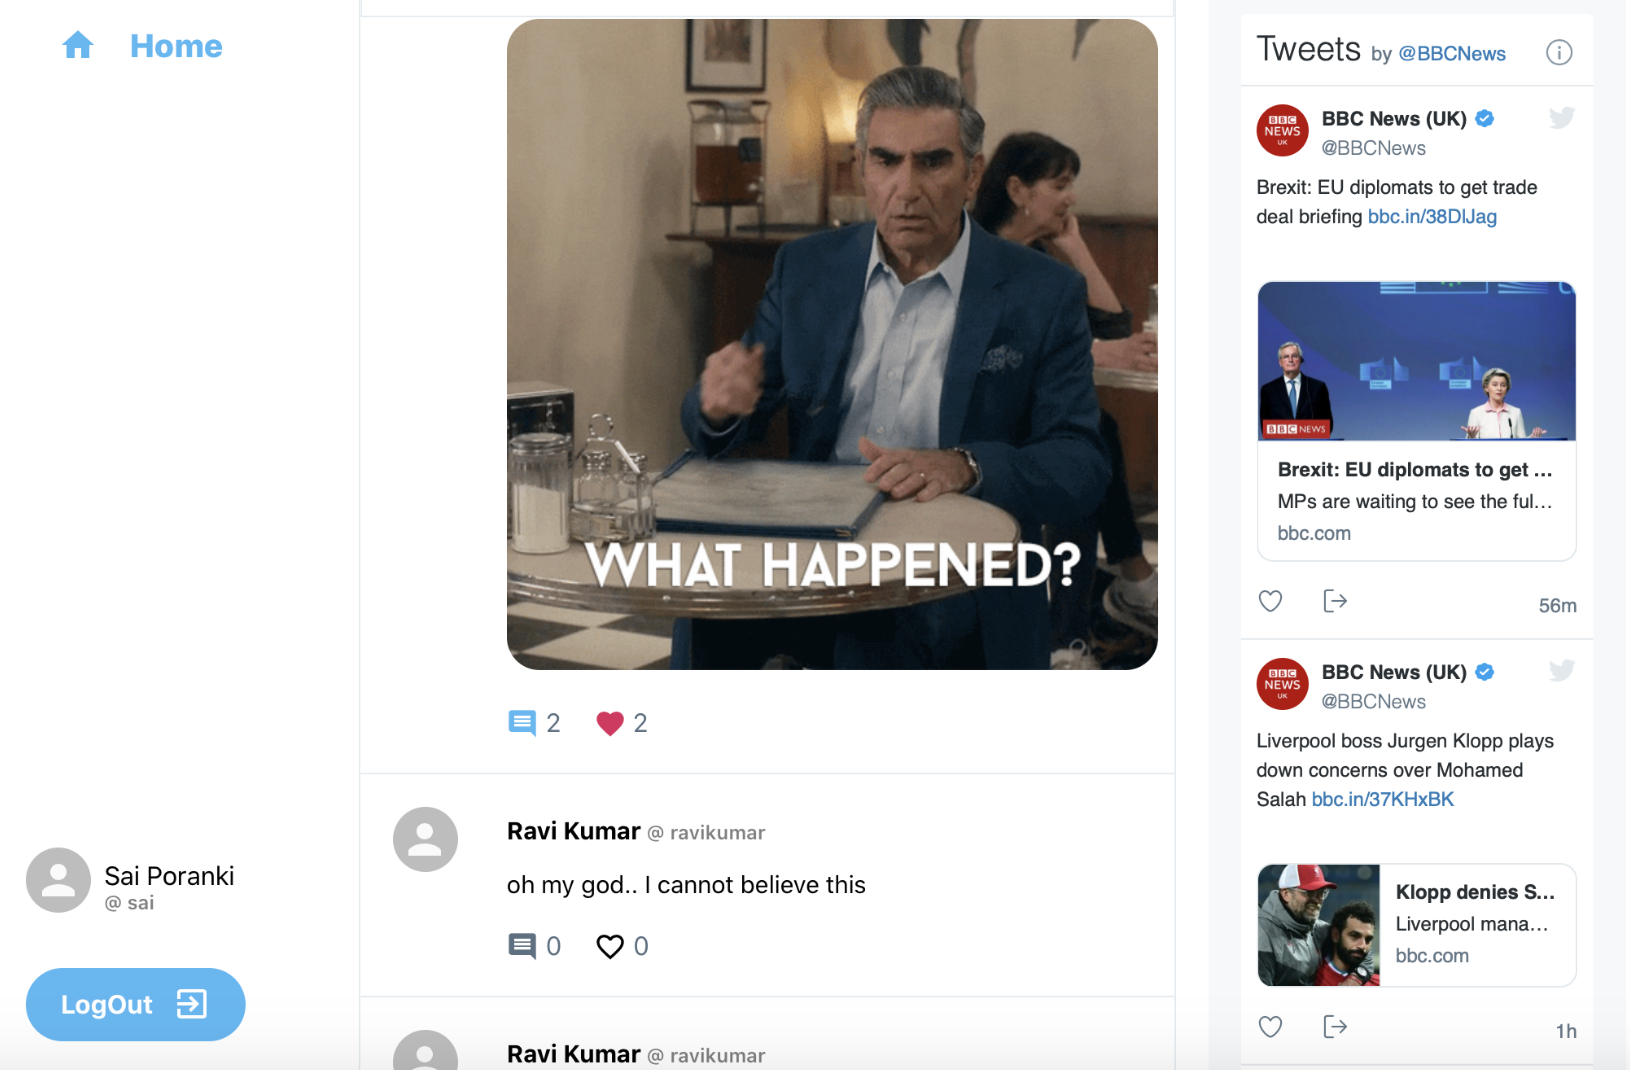 Home
WHAT HAPPENED?
2 2
Ravi Kumar @ ravikumar
oh my god.. I cannot believe this
0 0
Ravi Kumar @ ravikumar
Sai Poranki
@ sai
LogOut
Tweets by @BBCNews
BBC NEWS UK
BBC News (UK)
@BBCNews
Brexit: EU diplomats to get trade
deal briefing bbc.in/38DlJag
BBC NEWS
Brexit: EU diplomats to get ...
MPs are waiting to see the ful...
bbc.com
56m
BBC NEWS UK
BBC News (UK)
@BBCNews
Liverpool boss Jurgen Klopp plays
down concerns over Mohamed
Salah bbc.in/37KHxBK
Klopp denies S...
Liverpool mana...
bbc.com
1h